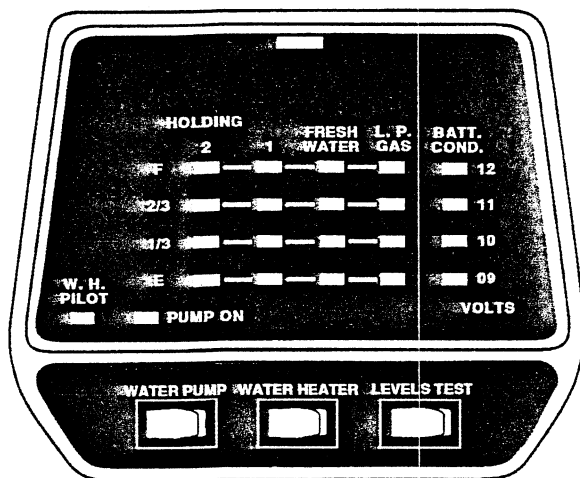 HOLDING
2 1 FRESH WATER L. P. GAS BATT. COND.
F 12
2/3 11
1/3 10
E 09
W. H. PILOT
PUMP ON
VOLTS
WATER PUMP WATER HEATER LEVELS TEST